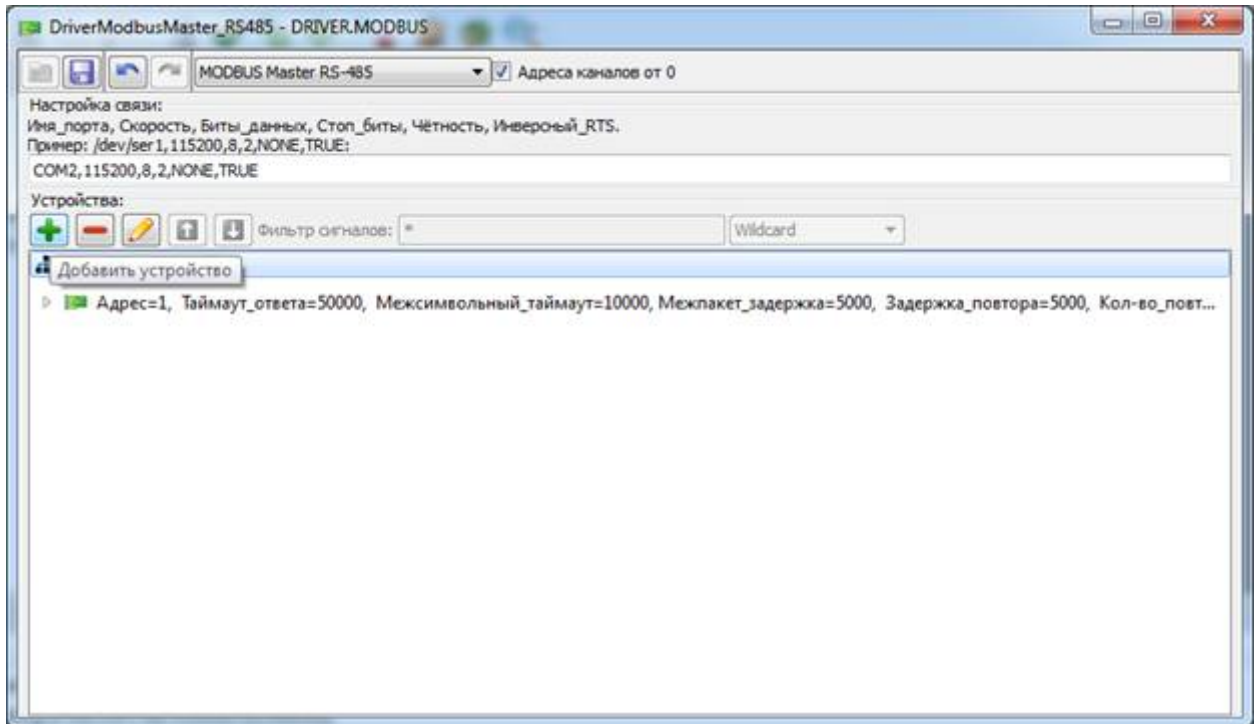 DriverModbusMaster_RS485 - DRIVER.MODBUS
MODBUS Master RS-485 Адреса каналов от 0
Настройка связи:
Имя_порта, Скорость, Биты_данных, Стоп_биты, Чётность, Инверсный_RTS.
Пример: /dev/ser1,115200,8,2,NONE,TRUE:
COM2,115200,8,2,NONE,TRUE
Устройства:
Фильтр сигналов: * Wildcard
Добавить устройство
Адрес=1, Таймаут_ответа=50000, Межсимвольный_таймаут=10000, Межпакет_задержка=5000, Задержка_повтора=5000, Кол-во_повт...